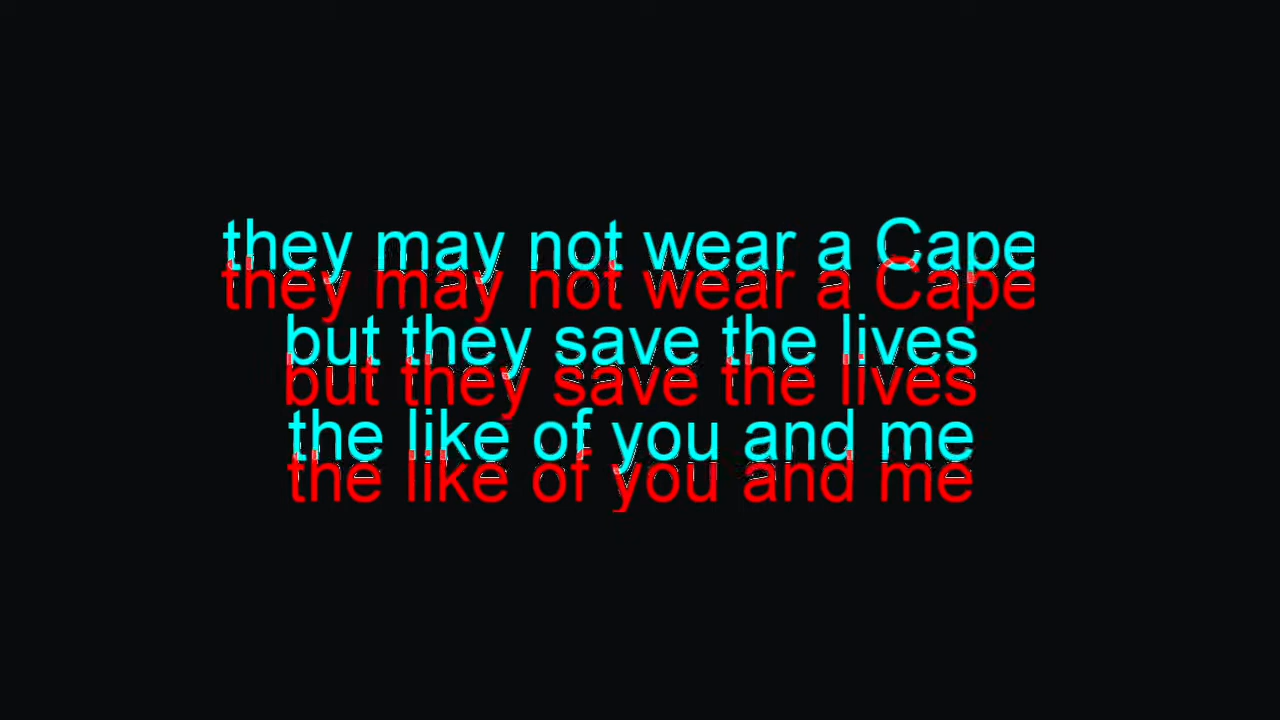 they may not wear a Cape
they may not wear a Cape
but they save the lives
but they save the lives
the like of you and me
the like of you and me